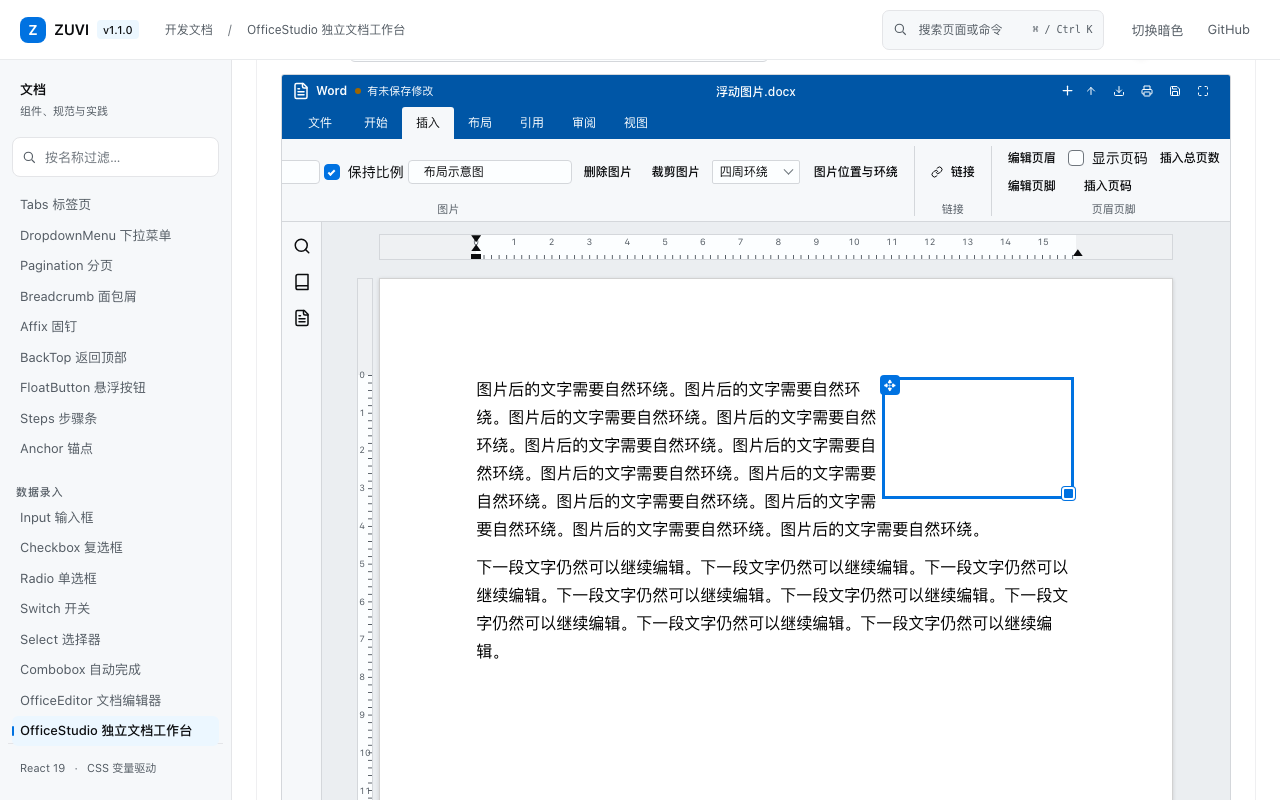 Z ZUVI v1.1.0 开发文档 / OfficeStudio 独立文档工作台 搜索页面或命令 ⌘ / Ctrl K 切换暗色 GitHub
文档
组件、规范与实践
按名称过滤...
Tabs 标签页
DropdownMenu 下拉菜单
Pagination 分页
Breadcrumb 面包屑
Affix 固钉
BackTop 返回顶部
FloatButton 悬浮按钮
Steps 步骤条
Anchor 锚点
数据录入
Input 输入框
Checkbox 复选框
Radio 单选框
Switch 开关
Select 选择器
Combobox 自动完成
OfficeEditor 文档编辑器
OfficeStudio 独立文档工作台
React 19 · CSS 变量驱动
Word 有未保存修改 浮动图片.docx
文件 开始 插入 布局 引用 审阅 视图
保持比例 布局示意图 删除图片 裁剪图片 四周环绕 图片位置与环绕
图片
链接
链接
编辑页眉 显示页码 插入总页数
编辑页脚 插入页码
页眉页脚
1 2 3 4 5 6 7 8 9 10 11 12 13 14 15
0
1
2
3
4
5
6
7
8
9
10
11
图片后的文字需要自然环绕。图片后的文字需要自然环
绕。图片后的文字需要自然环绕。图片后的文字需要自然
环绕。图片后的文字需要自然环绕。图片后的文字需要自
然环绕。图片后的文字需要自然环绕。图片后的文字需要
自然环绕。图片后的文字需要自然环绕。图片后的文字需
要自然环绕。图片后的文字需要自然环绕。图片后的文字需要自然环绕。
下一段文字仍然可以继续编辑。下一段文字仍然可以继续编辑。下一段文字仍然可以
继续编辑。下一段文字仍然可以继续编辑。下一段文字仍然可以继续编辑。下一段文
字仍然可以继续编辑。下一段文字仍然可以继续编辑。下一段文字仍然可以继续编
辑。